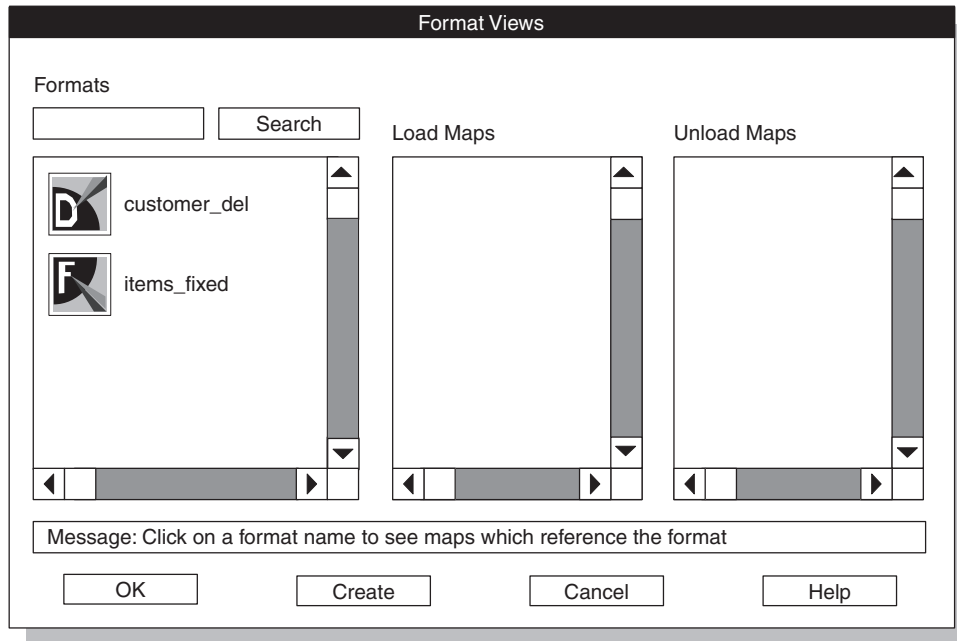 Format Views
Formats
Search
Load Maps
Unload Maps
D
customer_del
F
items_fixed
Message: Click on a format name to see maps which reference the format
OK
Create
Cancel
Help